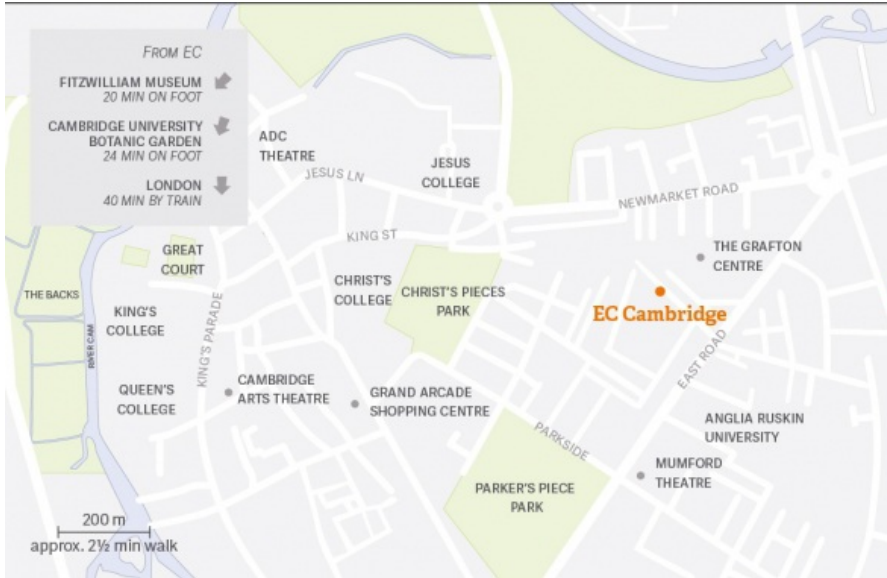 FROM EC
FITZWILLIAM MUSEUM
20 MIN ON FOOT
CAMBRIDGE UNIVERSITY
BOTANIC GARDEN
24 MIN ON FOOT
LONDON
40 MIN BY TRAIN
ADC
THEATRE
JESUS LN
JESUS
COLLEGE
NEWMARKET ROAD
KING ST
GREAT
COURT
THE GRAFTON
CENTRE
CHRIST'S
COLLEGE
CHRIST'S PIECES
PARK
THE BACKS
KING'S
COLLEGE
EC Cambridge
RIVER CAM
KING'S PARADE
EAST ROAD
QUEEN'S
COLLEGE
CAMBRIDGE
ARTS THEATRE
GRAND ARCADE
SHOPPING CENTRE
PARKSIDE
ANGLIA RUSKIN
UNIVERSITY
MUMFORD
THEATRE
PARKER'S PIECE
PARK
200 m
approx. 2½ min walk